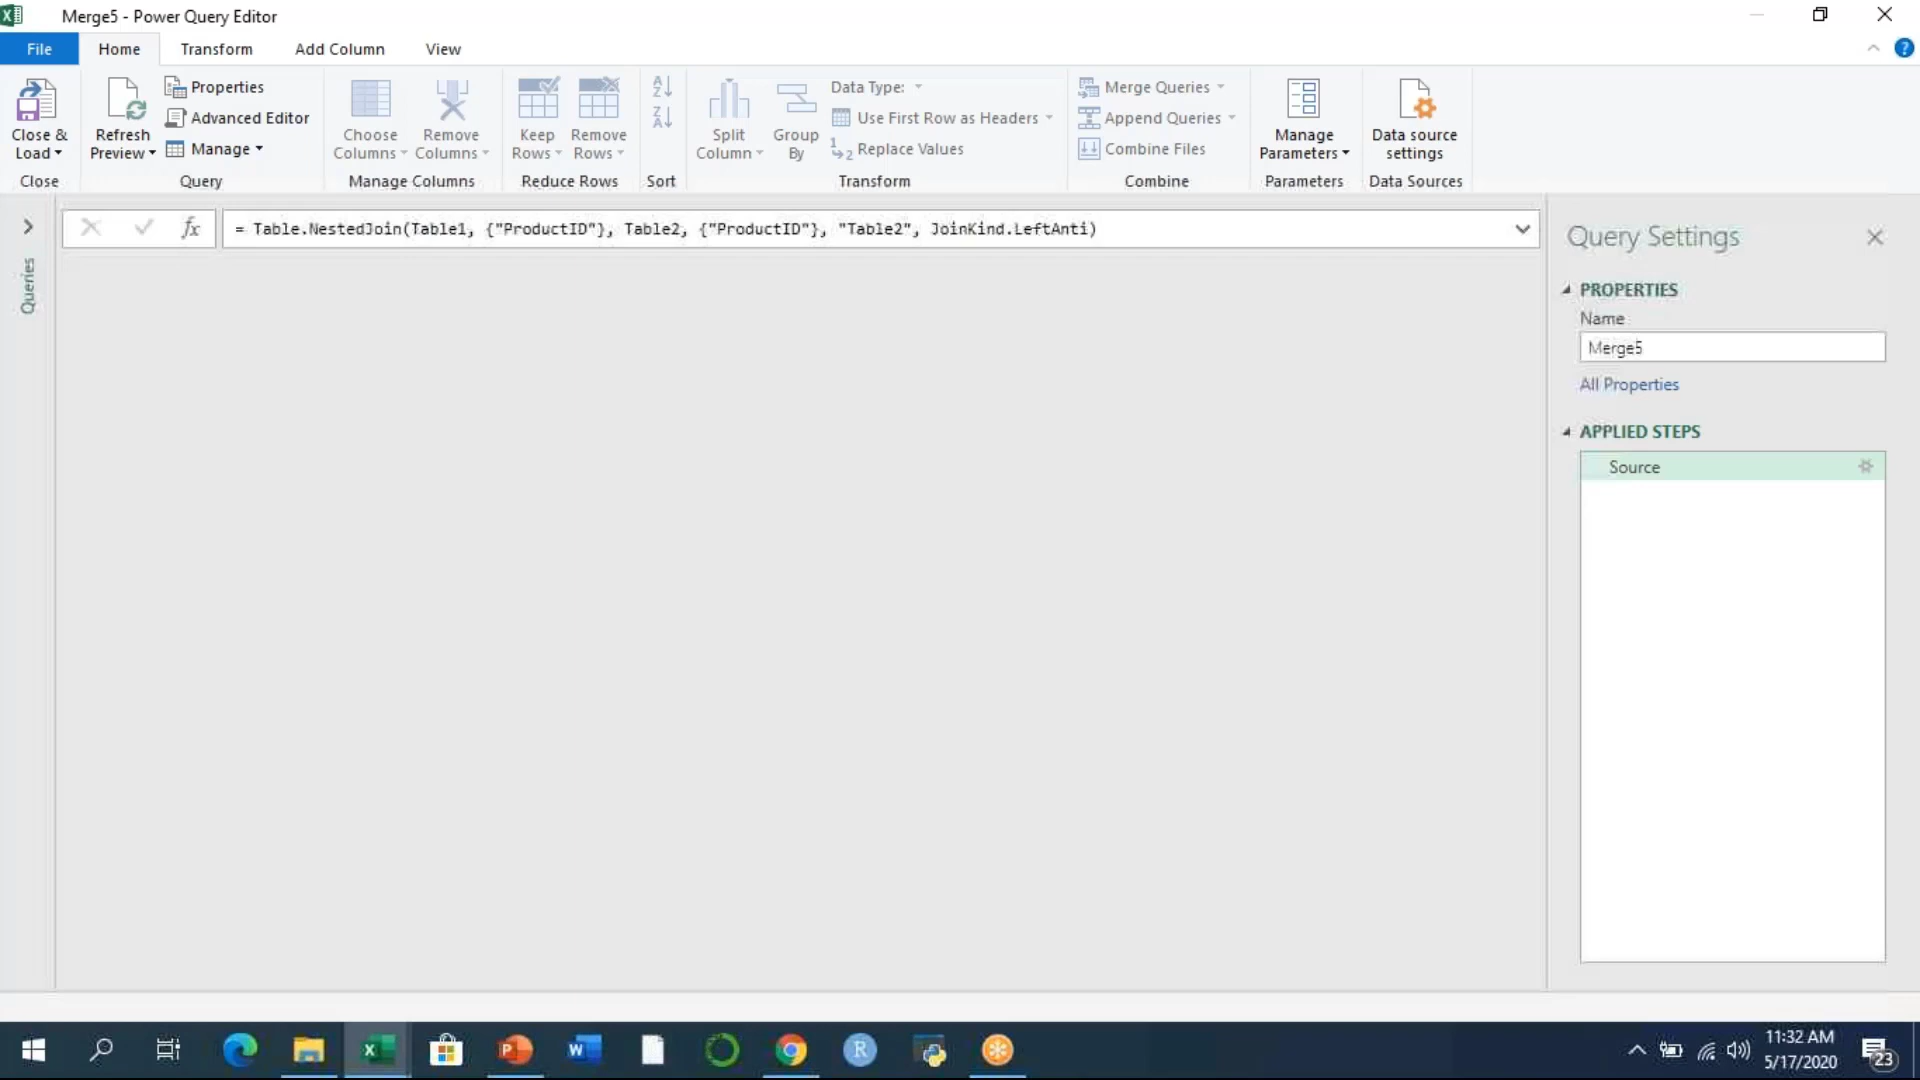 Merge5 - Power Query Editor
File
Home
Transform
Add Column
View
Close & Load
Refresh Preview
Properties
Advanced Editor
Manage
Choose Columns
Remove Columns
Keep Rows
Remove Rows
Split Column
Group By
Data Type:
Use First Row as Headers
Replace Values
Merge Queries
Append Queries
Combine Files
Manage Parameters
Data source settings
Close
Query
Manage Columns
Reduce Rows
Sort
Transform
Combine
Parameters
Data Sources
Queries
fx
= Table.NestedJoin(Table1, {"ProductID"}, Table2, {"ProductID"}, "Table2", JoinKind.LeftAnti)
Query Settings
PROPERTIES
Name
Merge5
All Properties
APPLIED STEPS
Source
11:32 AM
5/17/2020
23